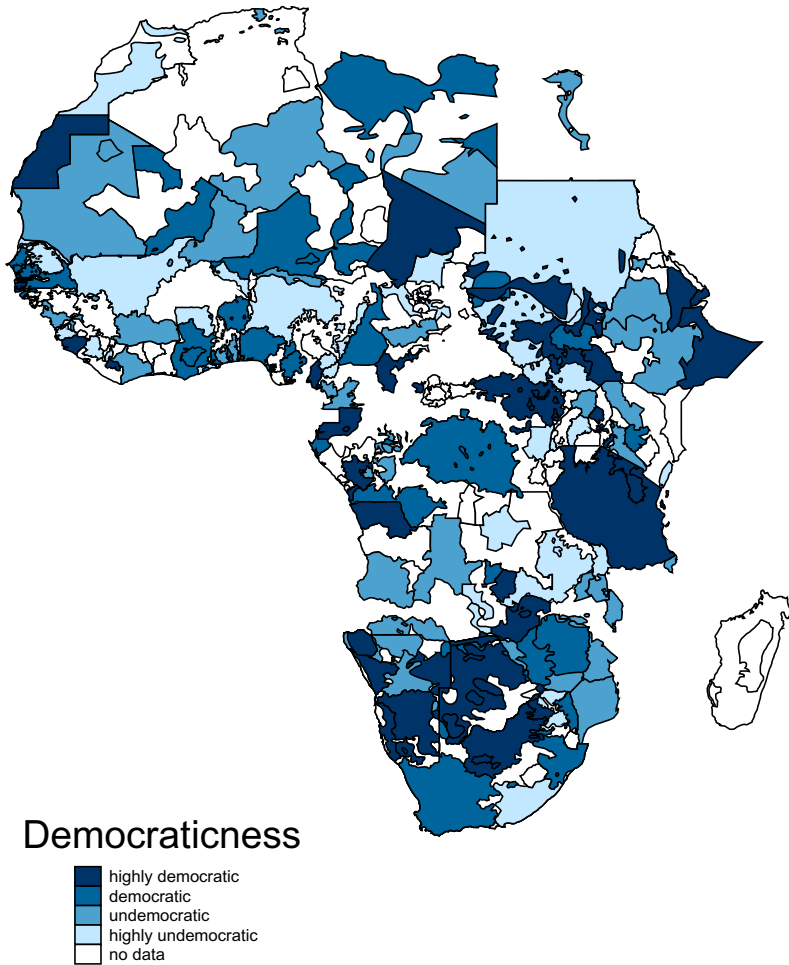 Democraticness
highly democratic
democratic
undemocratic
highly undemocratic
no data